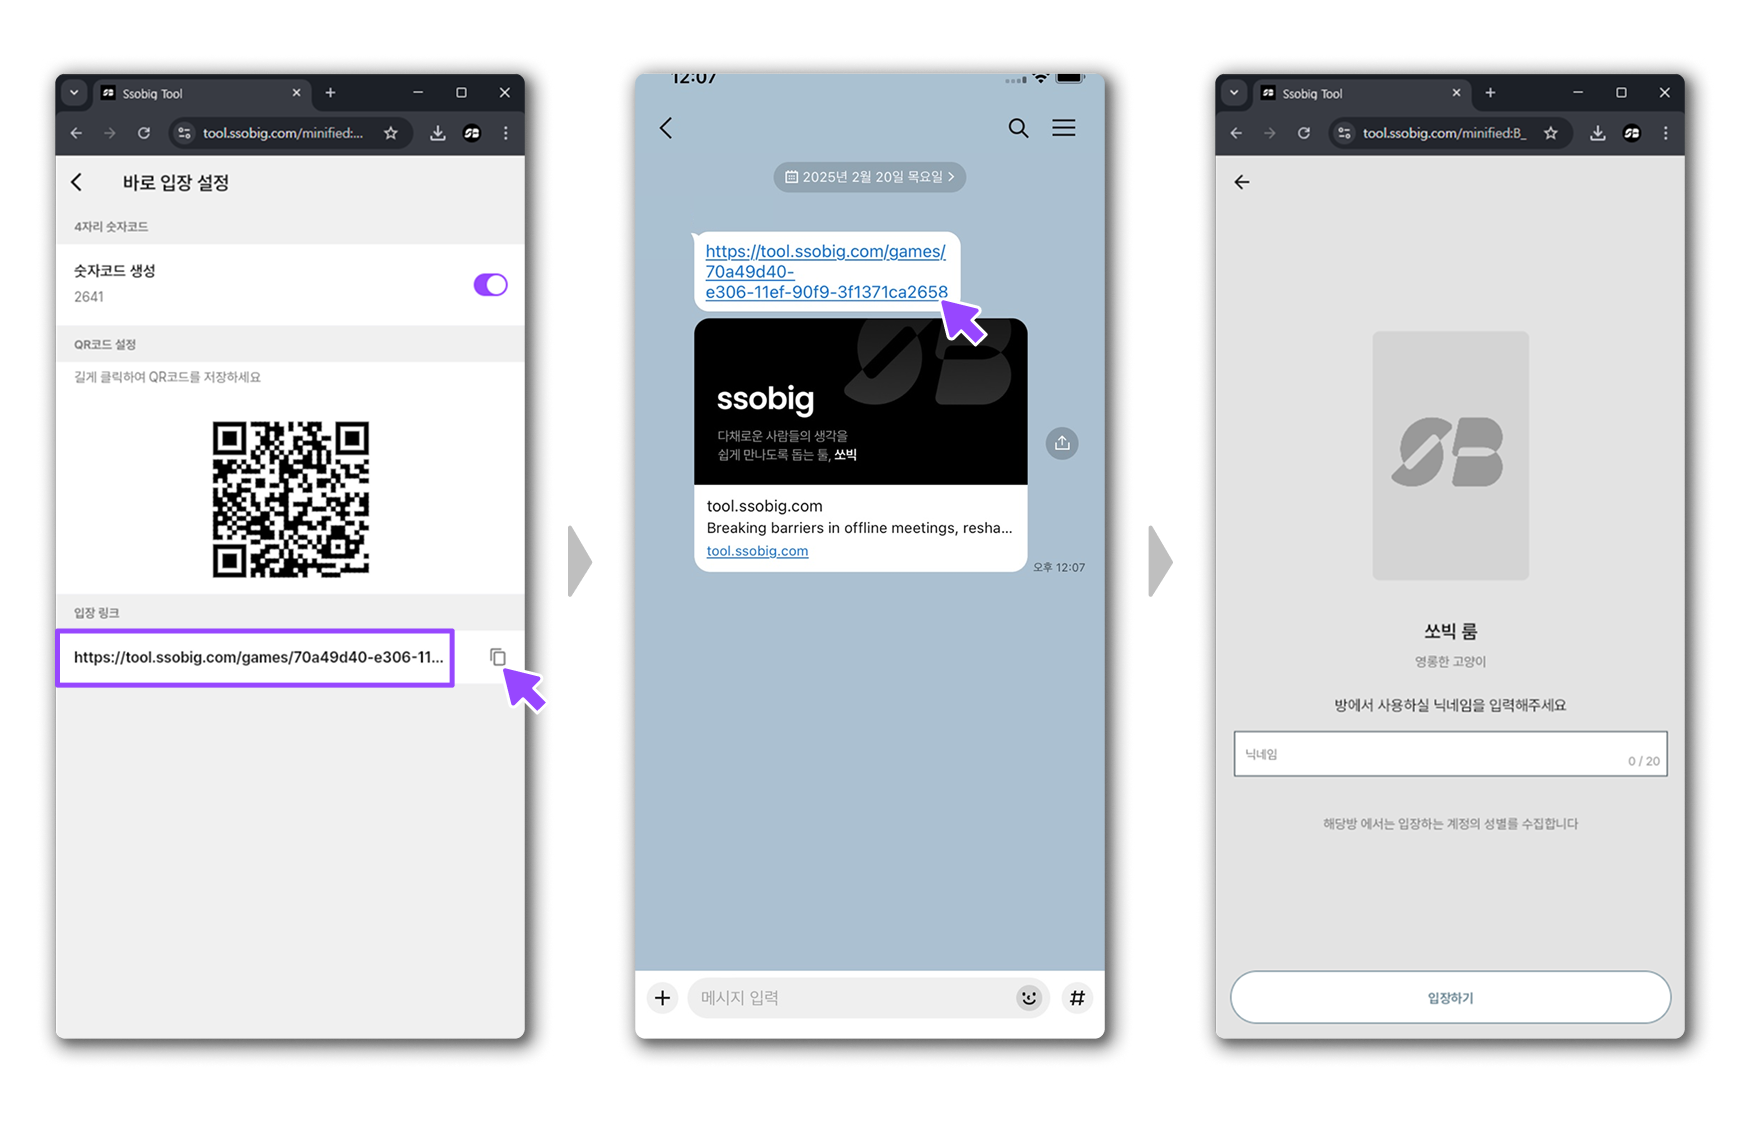 Ssobig Tool
tool.ssobig.com/minified:...
바로 입장 설정
4자리 숫자코드
숫자코드 생성
2641
QR코드 설정
길게 클릭하여 QR코드를 저장하세요
입장 링크
https://tool.ssobig.com/games/70a49d40-e306-11...
12:07
2025년 2월 20일 목요일
https://tool.ssobig.com/games/
70a49d40-
e306-11ef-90f9-3f1371ca2658
SB
ssobig
다채로운 사람들의 생각을
쉽게 만나도록 돕는 툴, 쏘빅
tool.ssobig.com
Breaking barriers in offline meetings, resha...
tool.ssobig.com
오후 12:07
메시지 입력
#
Ssobig Tool
tool.ssobig.com/minified:B_
SB
쏘빅 룸
영롱한 고양이
방에서 사용하실 닉네임을 입력해주세요
닉네임
0 / 20
해당방 에서는 입장하는 계정의 성별를 수집합니다
입장하기